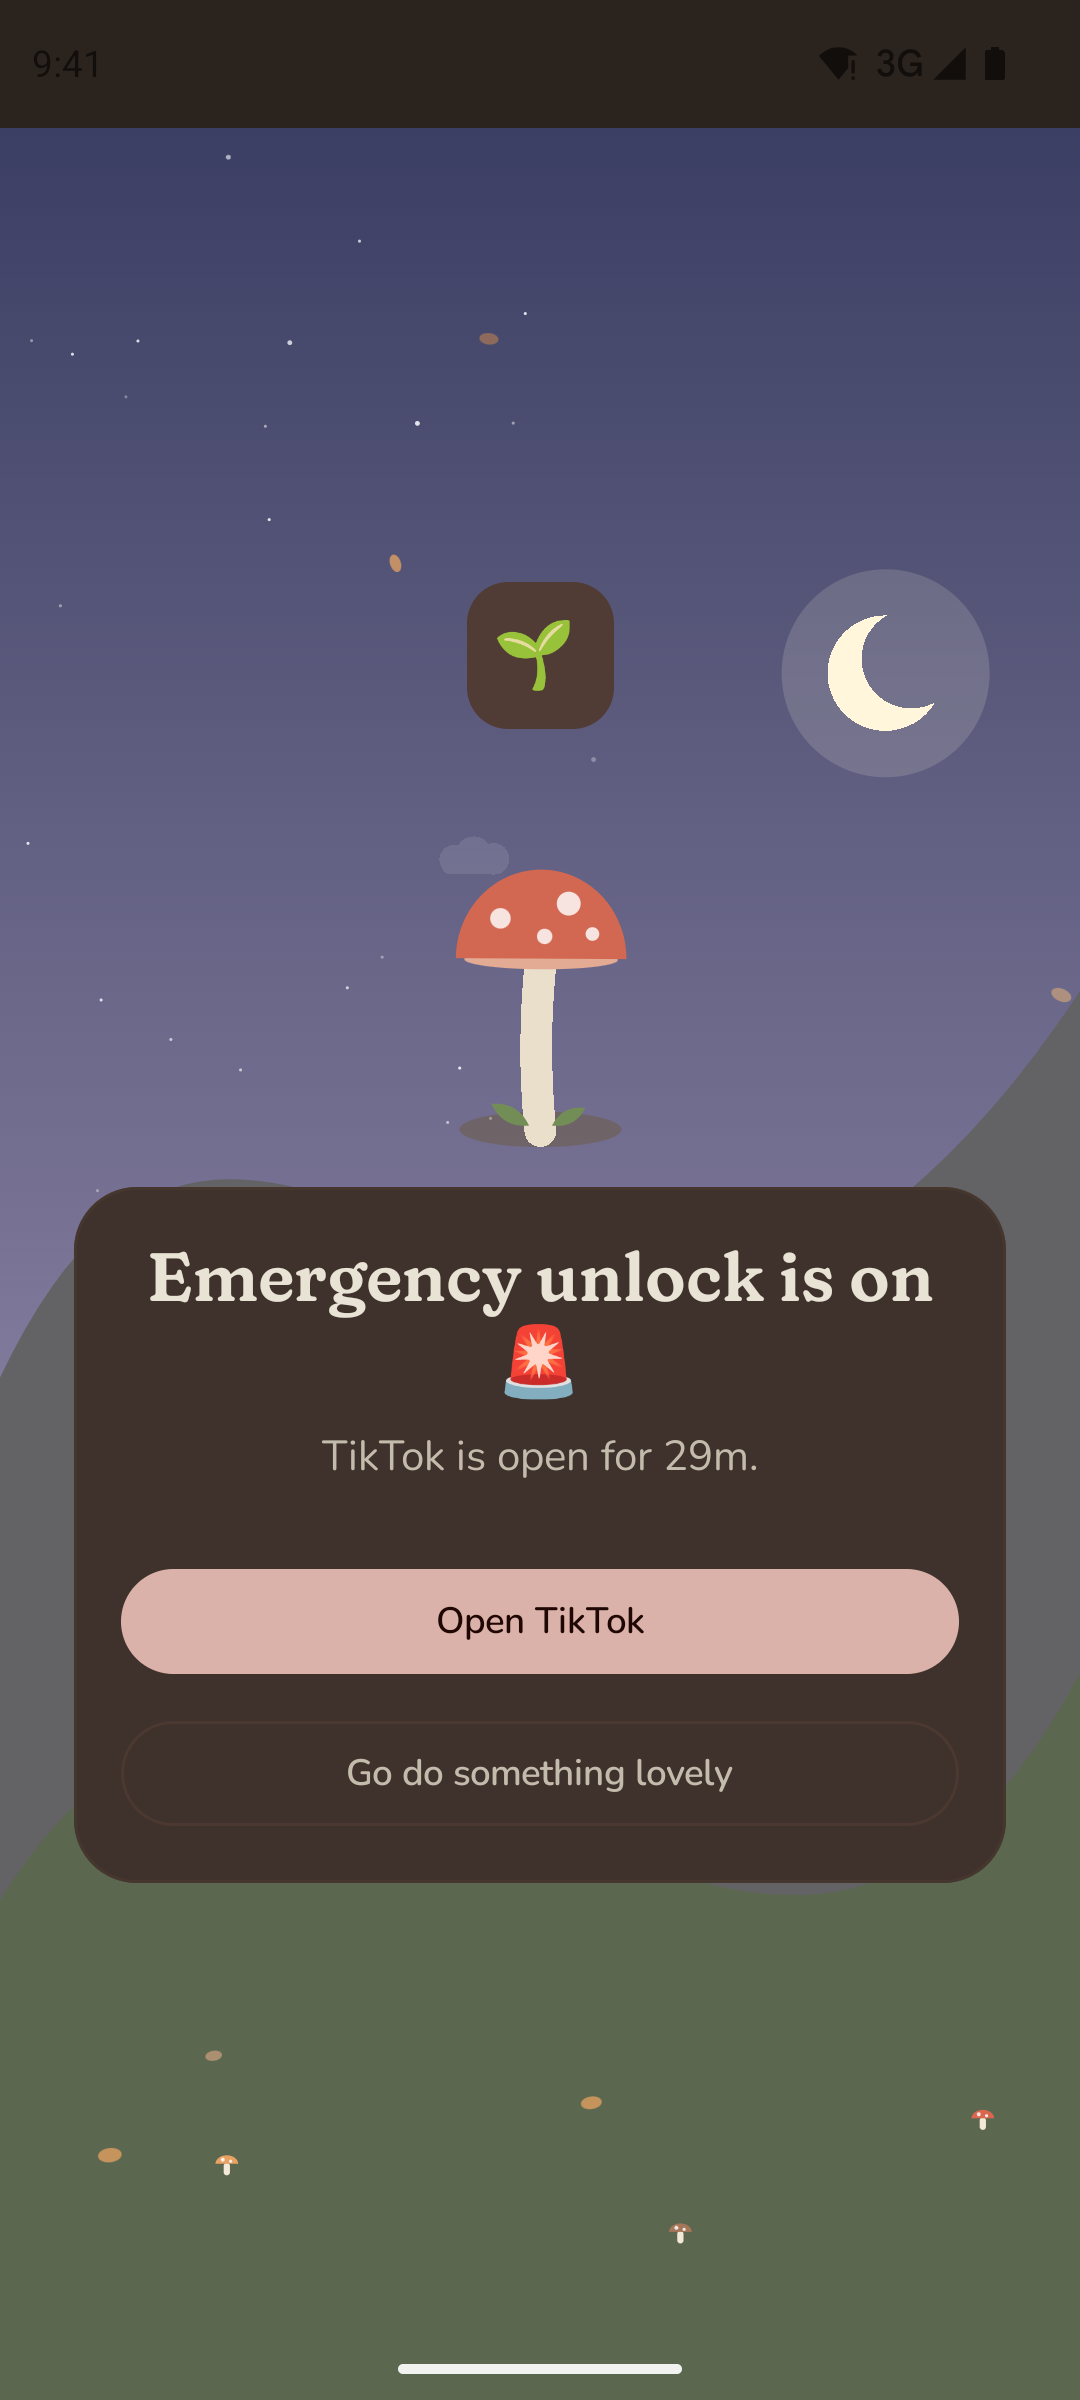 9:41
3G
Emergency unlock is on
🚨
TikTok is open for 29m.
Open TikTok
Go do something lovely